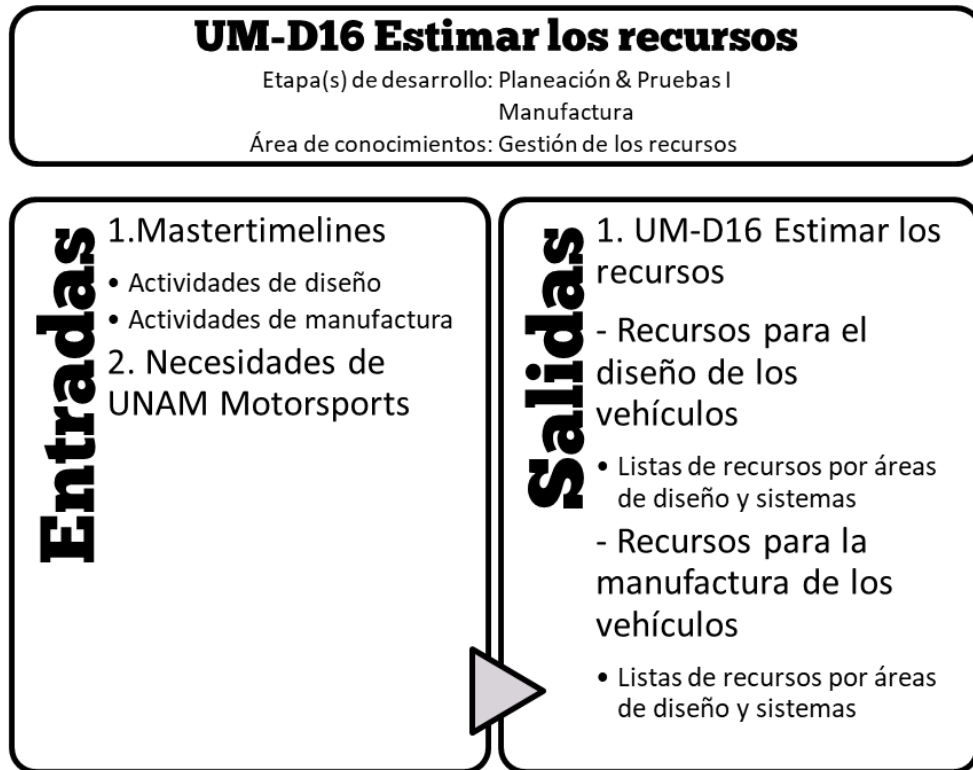 UM-D16 Estimar los recursos
Etapa(s) de desarrollo: Planeación & Pruebas I
Manufactura
Área de conocimientos: Gestión de los recursos
Entradas
1.Mastertimelines
• Actividades de diseño
• Actividades de manufactura
2. Necesidades de
UNAM Motorsports
Salidas
1. UM-D16 Estimar los
recursos
- Recursos para el
diseño de los
vehículos
• Listas de recursos por áreas
de diseño y sistemas
- Recursos para la
manufactura de los
vehículos
• Listas de recursos por áreas
de diseño y sistemas